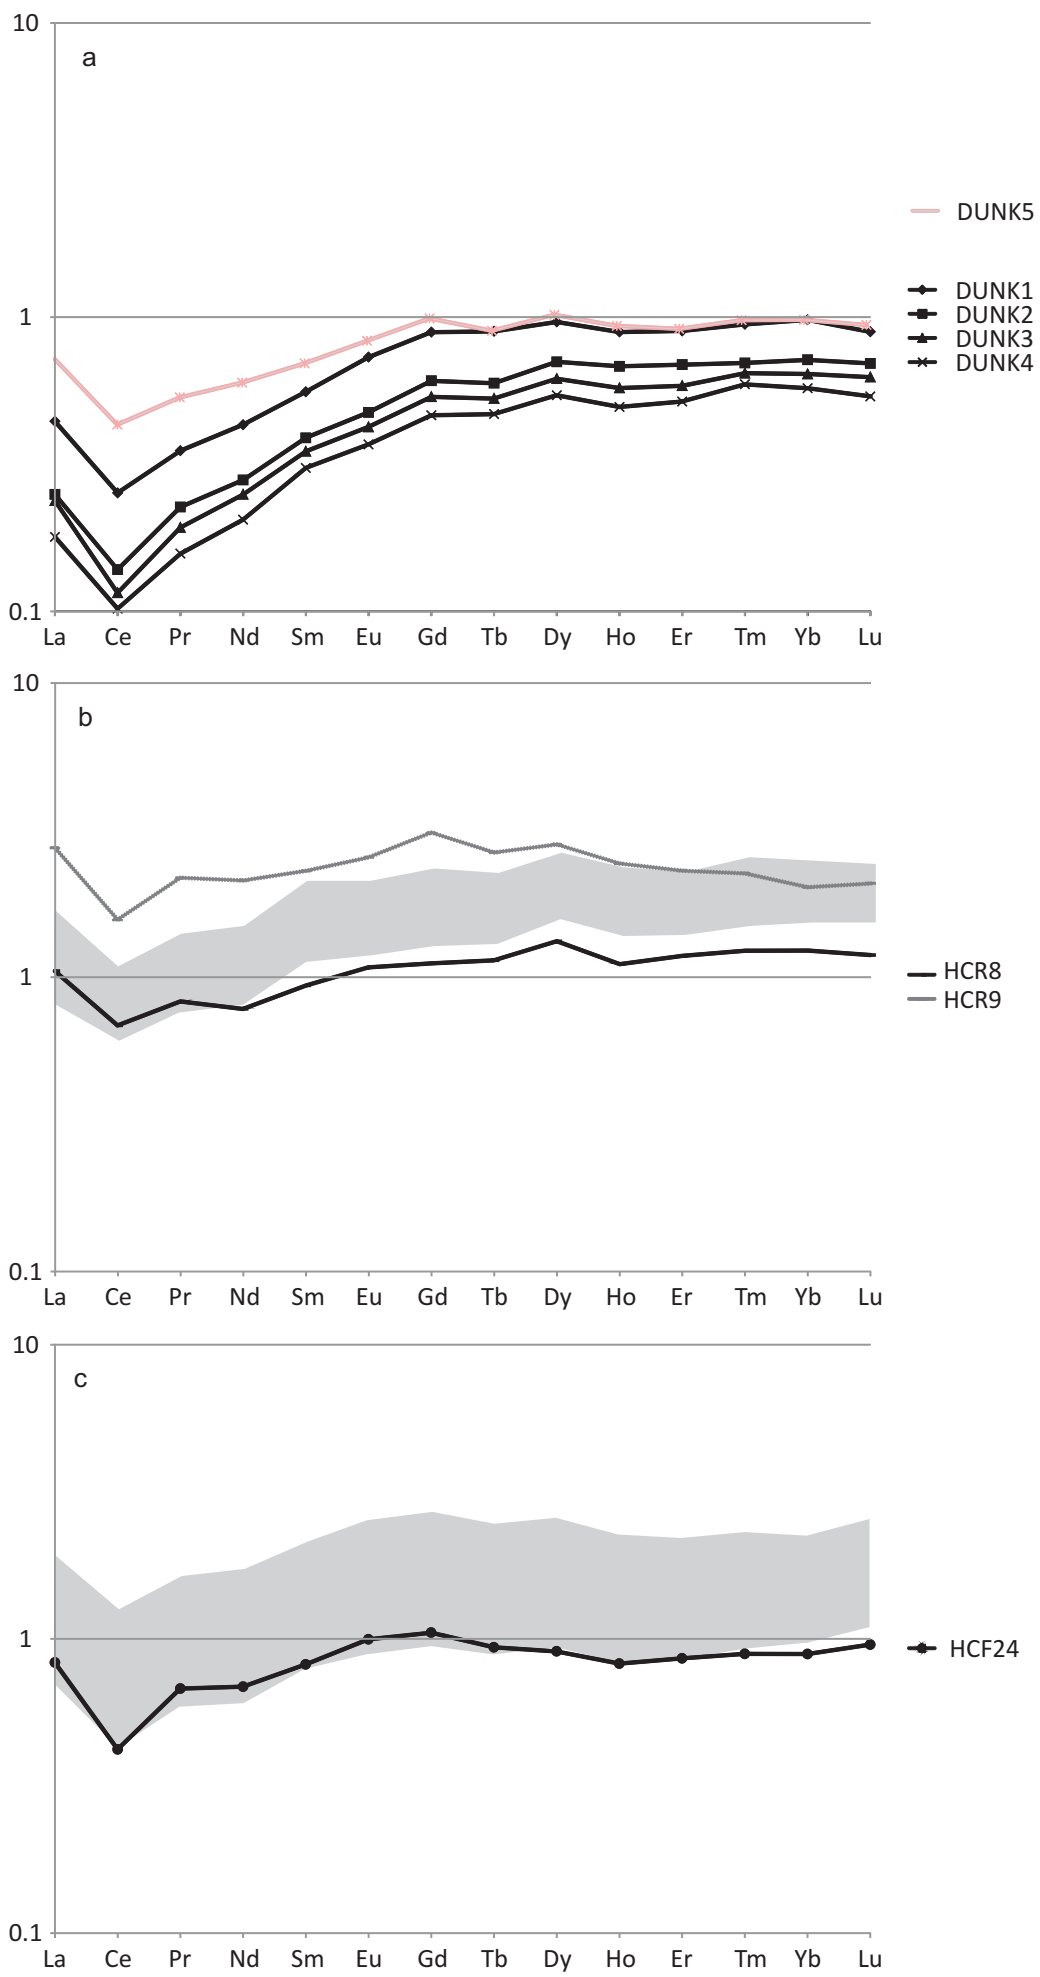 10
a
DUNK5
DUNK1
1
DUNK2
DUNK3
DUNK4
0.1
La Ce Pr Nd Sm Eu Gd Tb Dy Ho Er Tm Yb Lu
10
b
1
HCR8
HCR9
0.1
La Ce Pr Nd Sm Eu Gd Tb Dy Ho Er Tm Yb Lu
10
c
1
HCF24
0.1
La Ce Pr Nd Sm Eu Gd Tb Dy Ho Er Tm Yb Lu